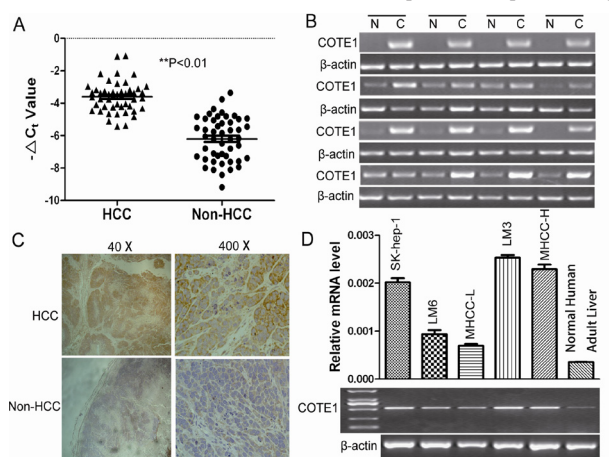 A
0
-2
-4
-6
-8
-10
-△Ct Value
**P<0.01
HCC
Non-HCC
B
N C N C N C N C
COTE1
β-actin
COTE1
β-actin
COTE1
β-actin
COTE1
β-actin
C
40 X
400 X
HCC
Non-HCC
D
Relative mRNA level
0.003
0.002
0.001
0.000
SK-hep-1
LM6
MHCC-L
LM3
MHCC-H
Normal Human
Adult Liver
COTE1
β-actin